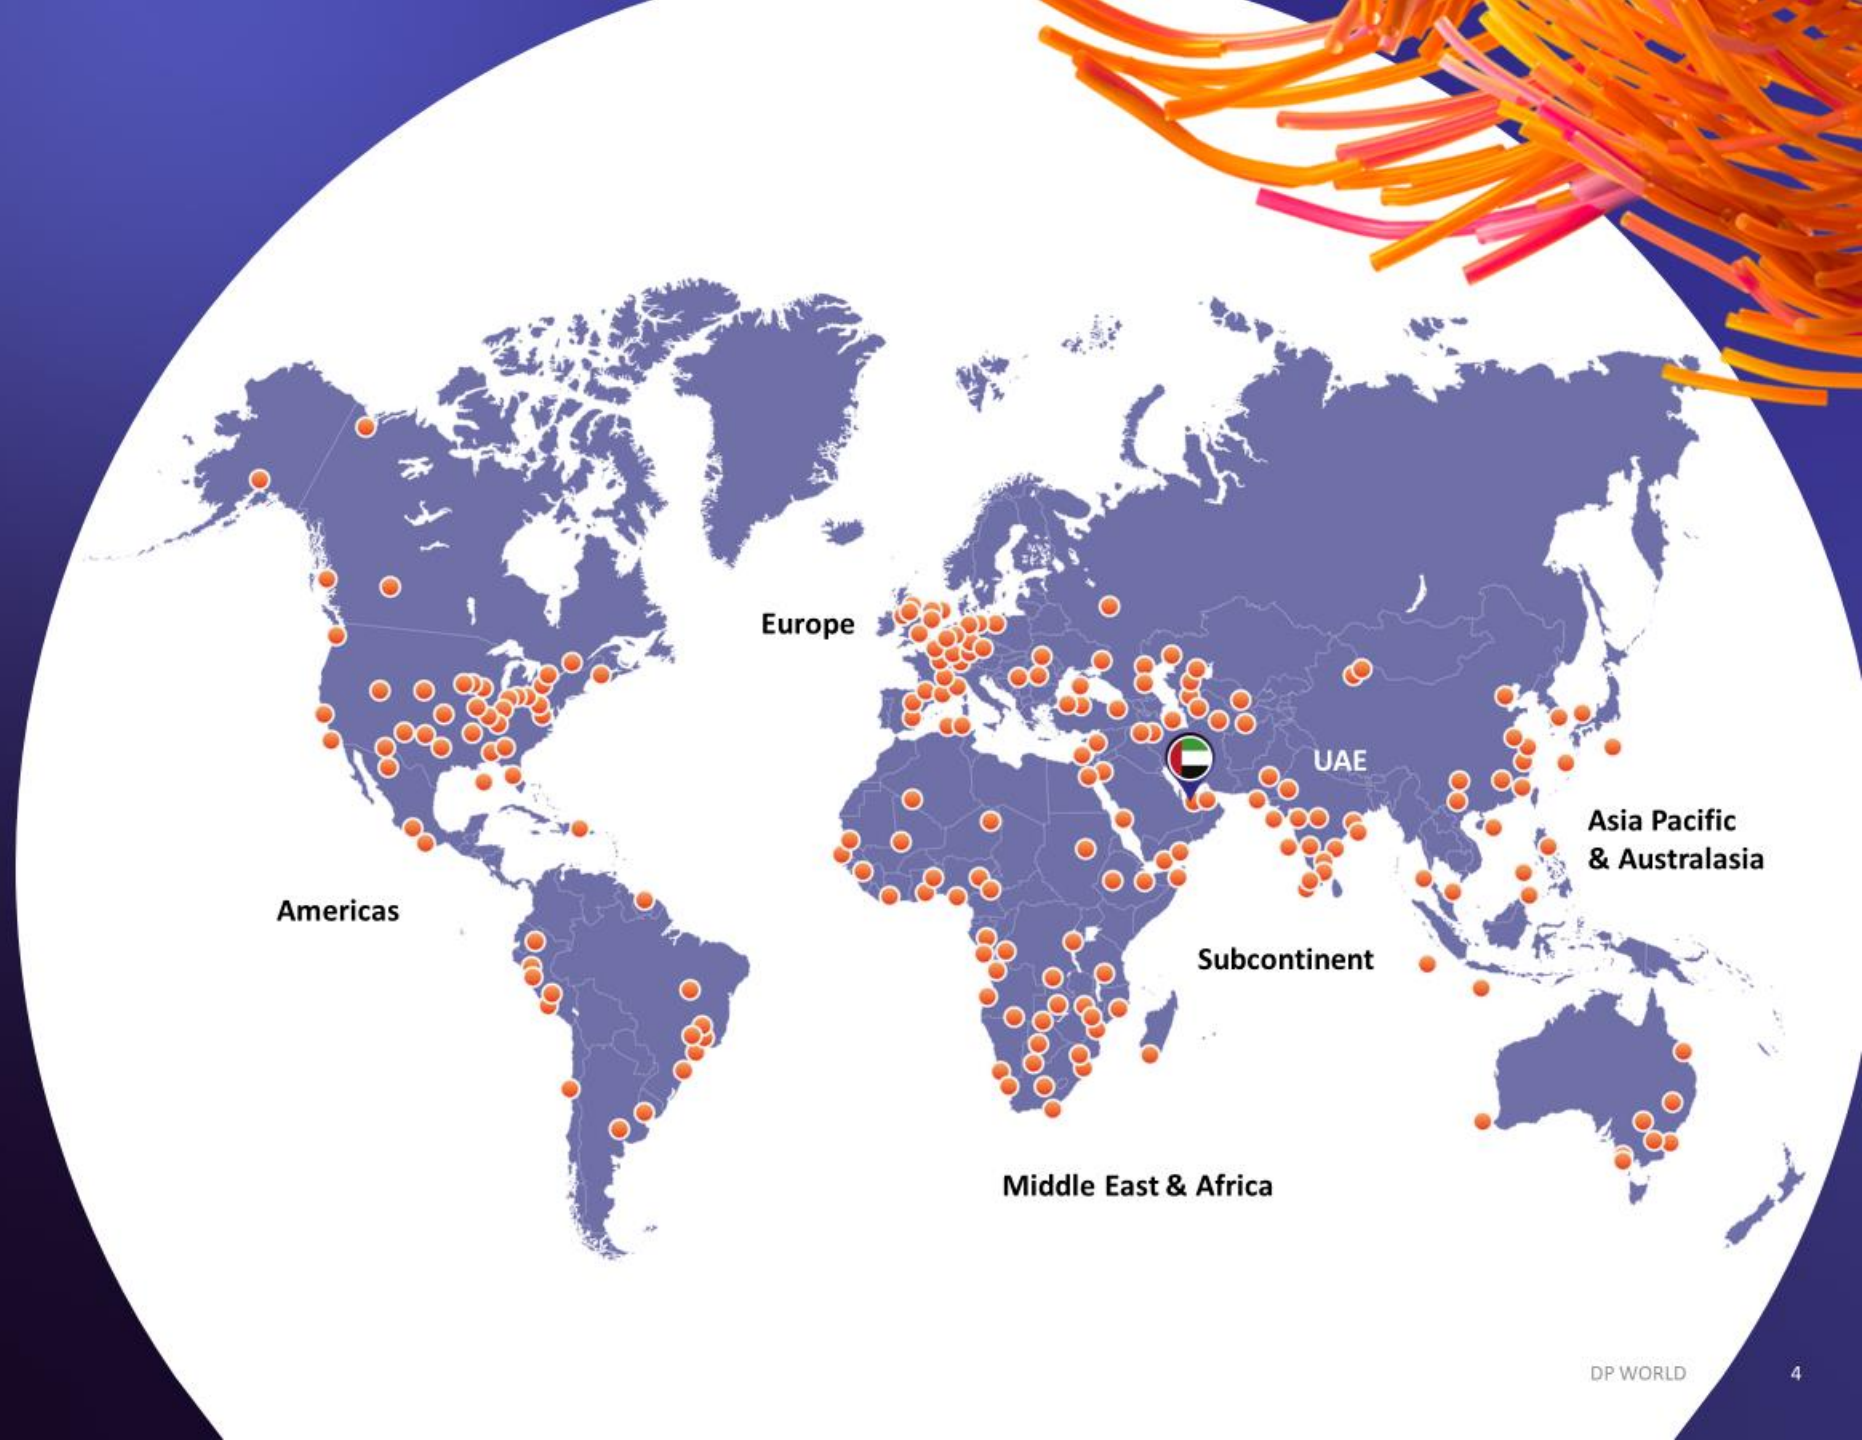 Europe
UAE
Asia Pacific
& Australasia
Americas
Subcontinent
Middle East & Africa
DP WORLD
4